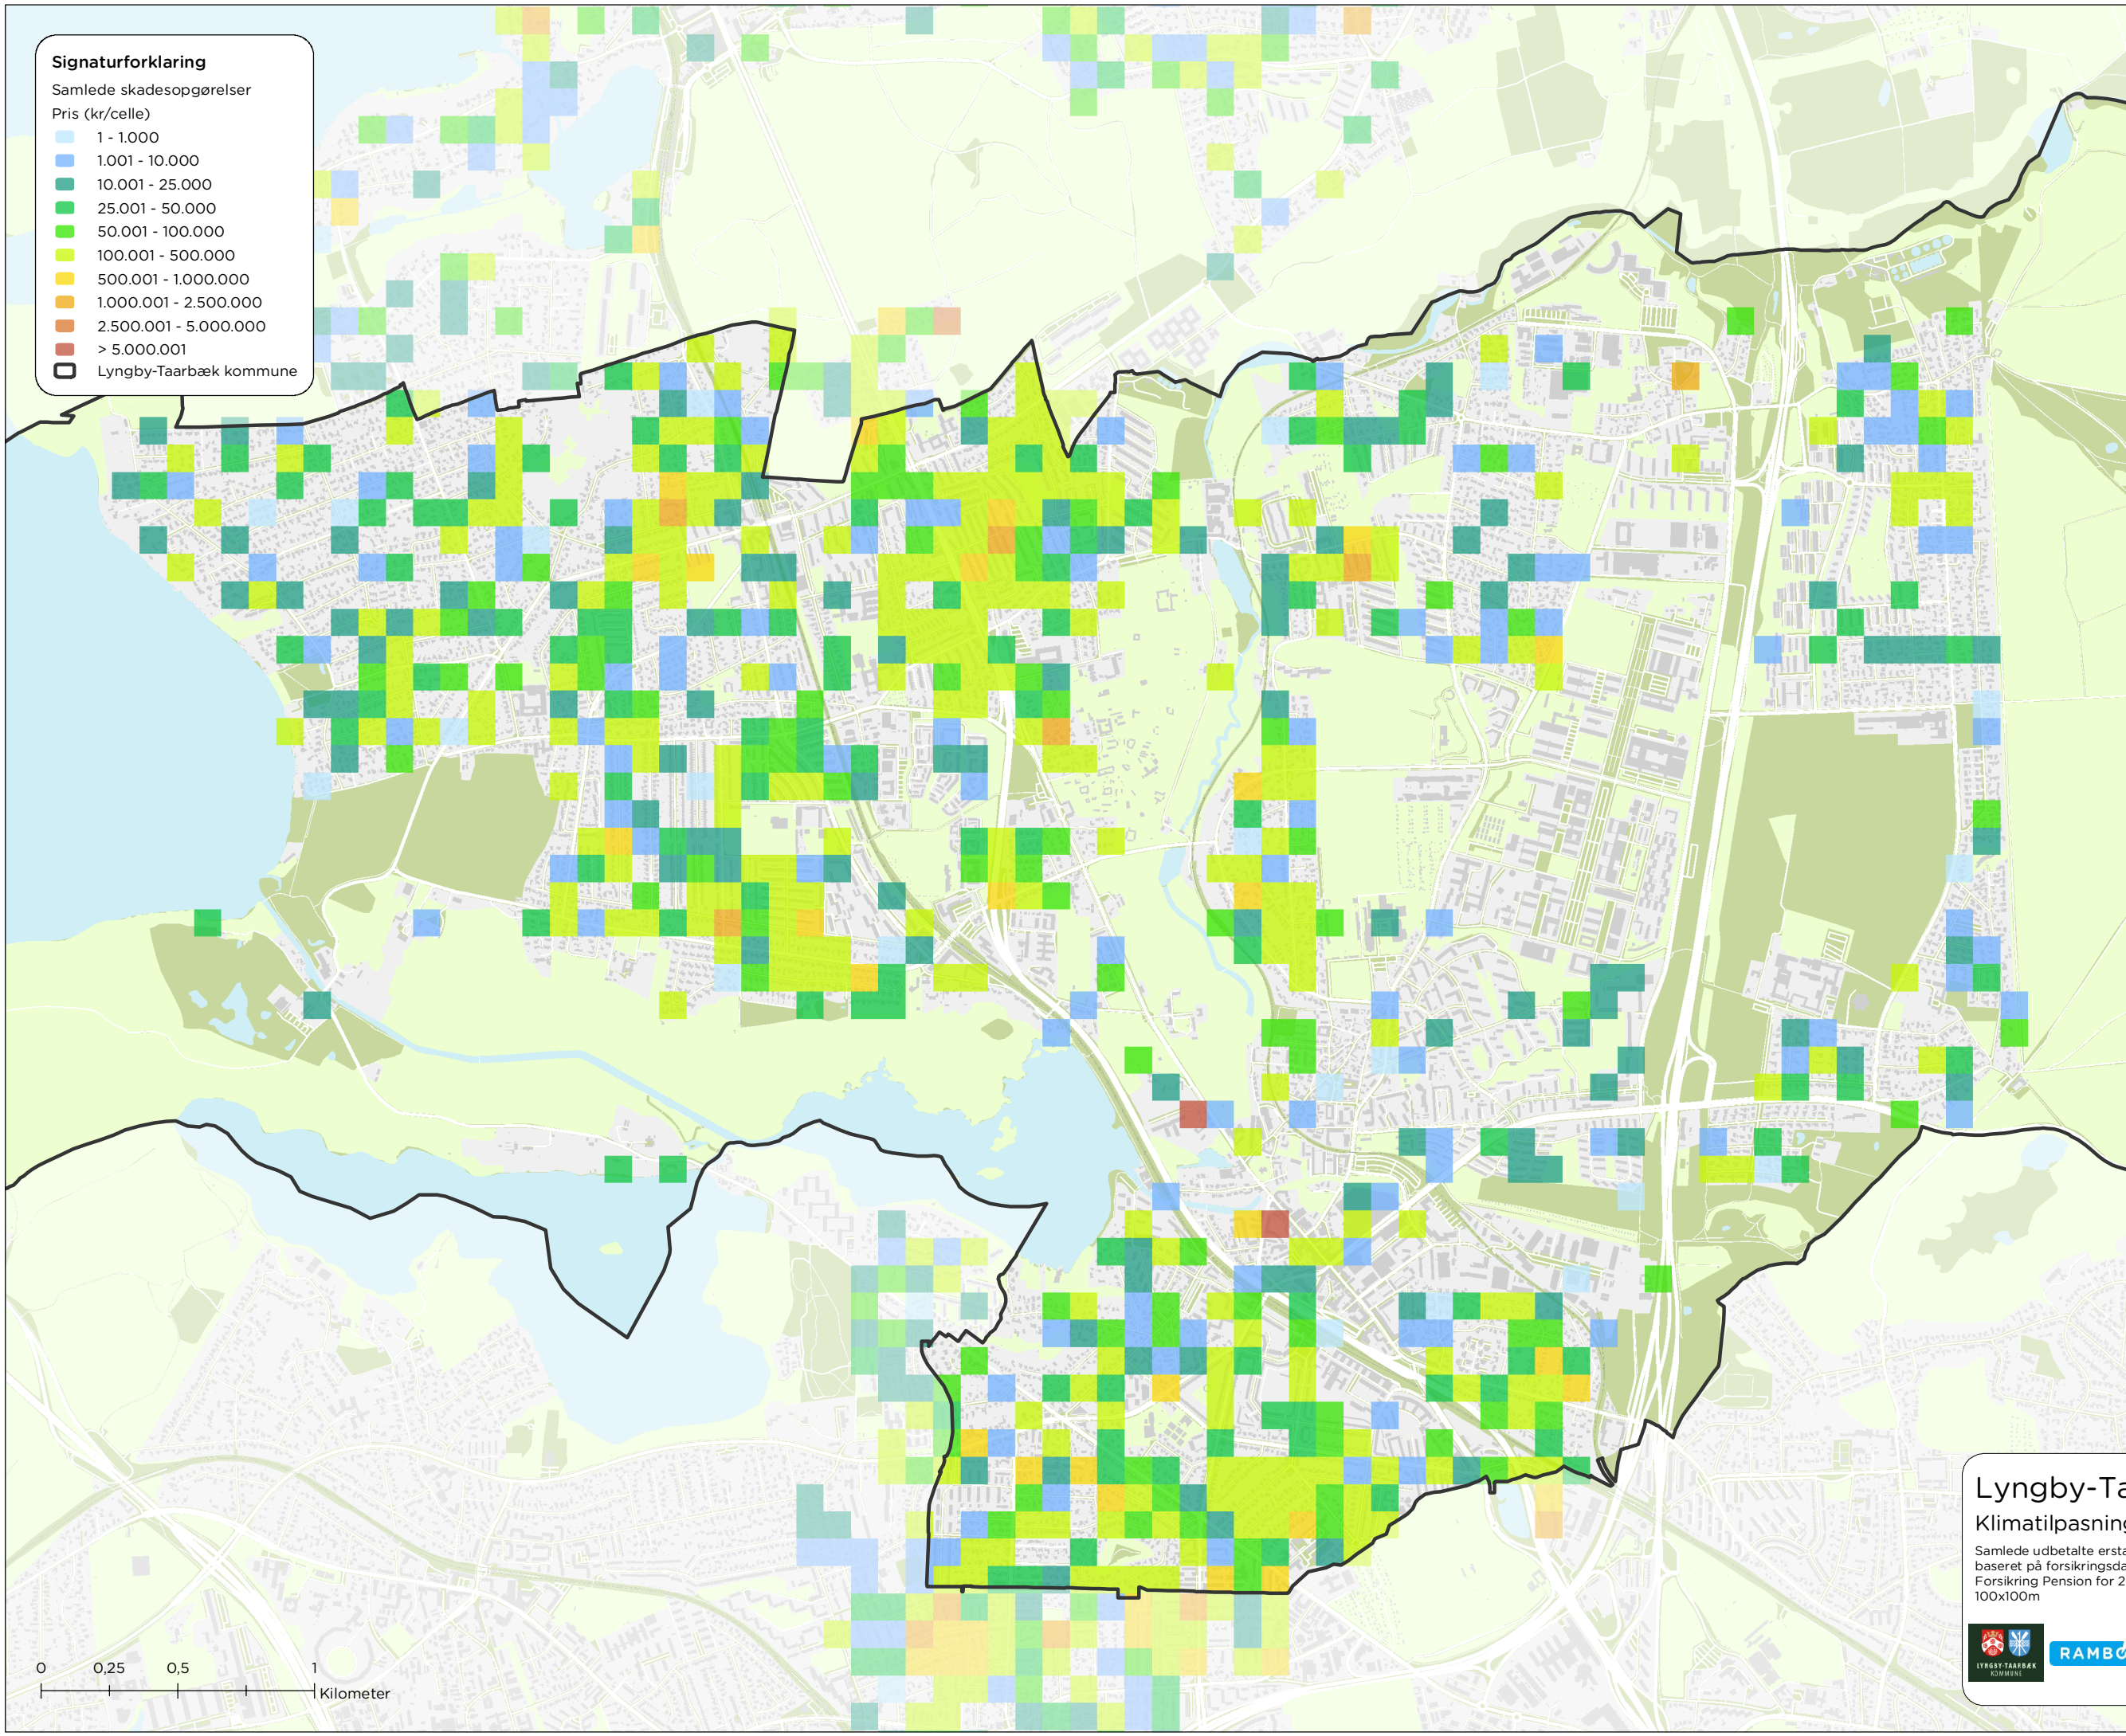 Signaturforklaring
Samlede skadesopgørelser
Pris (kr/celle)
1 - 1.000
1.001 - 10.000
10.001 - 25.000
25.001 - 50.000
50.001 - 100.000
100.001 - 500.000
500.001 - 1.000.000
1.000.001 - 2.500.000
2.500.001 - 5.000.000
> 5.000.001
Lyngby-Taarbæk kommune
0 0,25 0,5 1
Kilometer
Lyngby-Ta
Klimatilpasning
Samlede udbetalte ersta
baseret på forsikringsda
Forsikring Pension for 2
100x100m
LYNGBY-TAARBÆK
KOMMUNE
RAMBØ